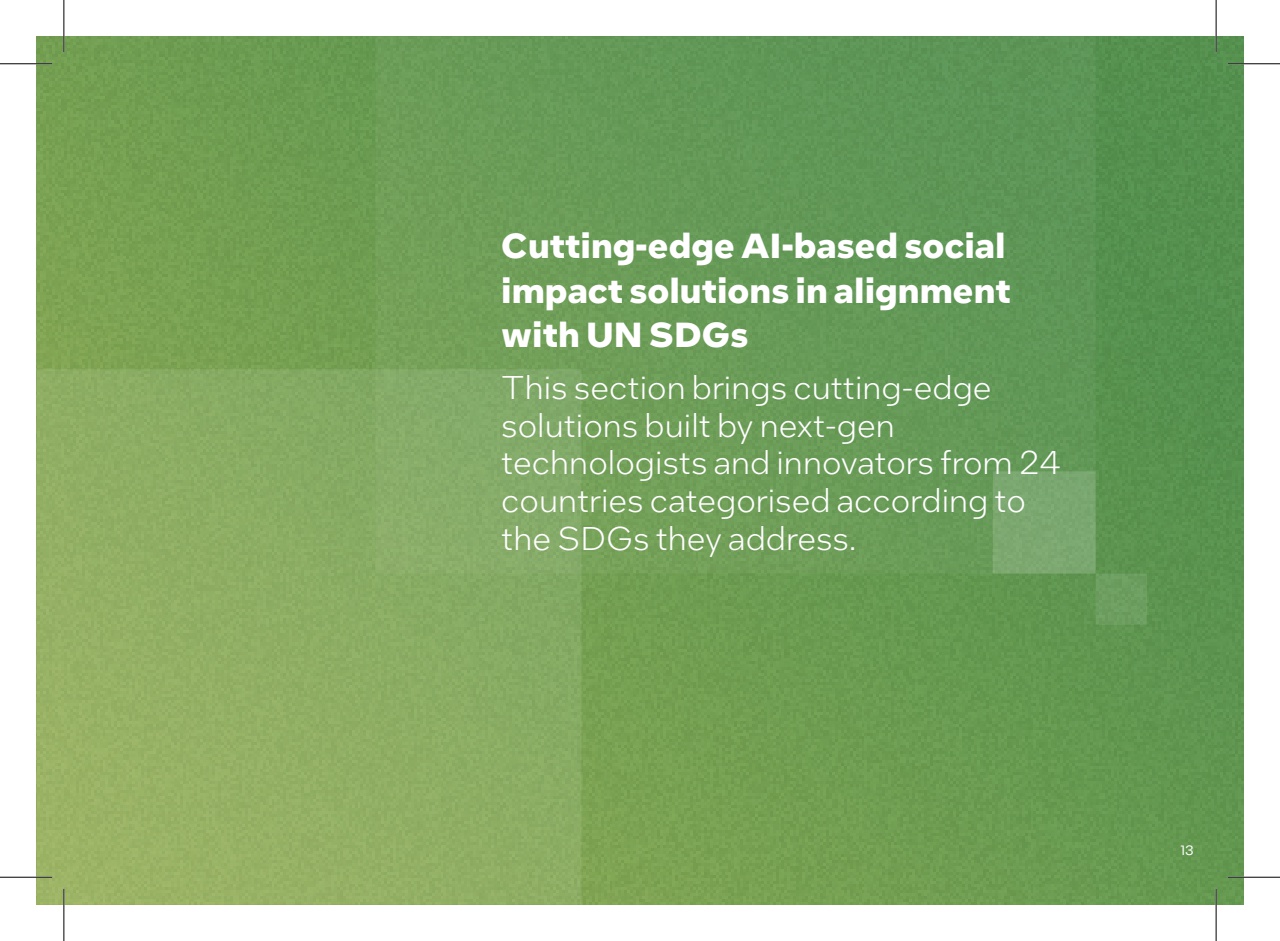 Cutting-edge AI-based social
impact solutions in alignment
with UN SDGs
This section brings cutting-edge
solutions built by next-gen
technologists and innovators from 24
countries categorised according to
the SDGs they address.
13